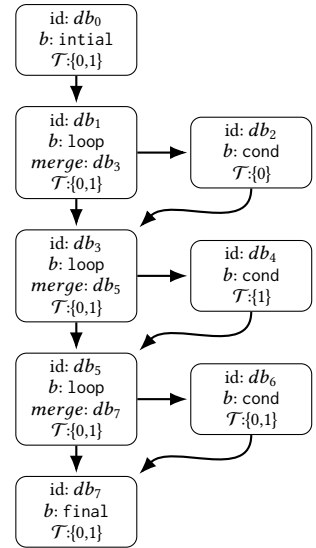 id: db₀
b: intial
𝒯:{0,1}
id: db₁
b: loop
merge: db₃
𝒯:{0,1}
id: db₂
b: cond
𝒯:{0}
id: db₃
b: loop
merge: db₅
𝒯:{0,1}
id: db₄
b: cond
𝒯:{1}
id: db₅
b: loop
merge: db₇
𝒯:{0,1}
id: db₆
b: cond
𝒯:{0,1}
id: db₇
b: final
𝒯:{0,1}